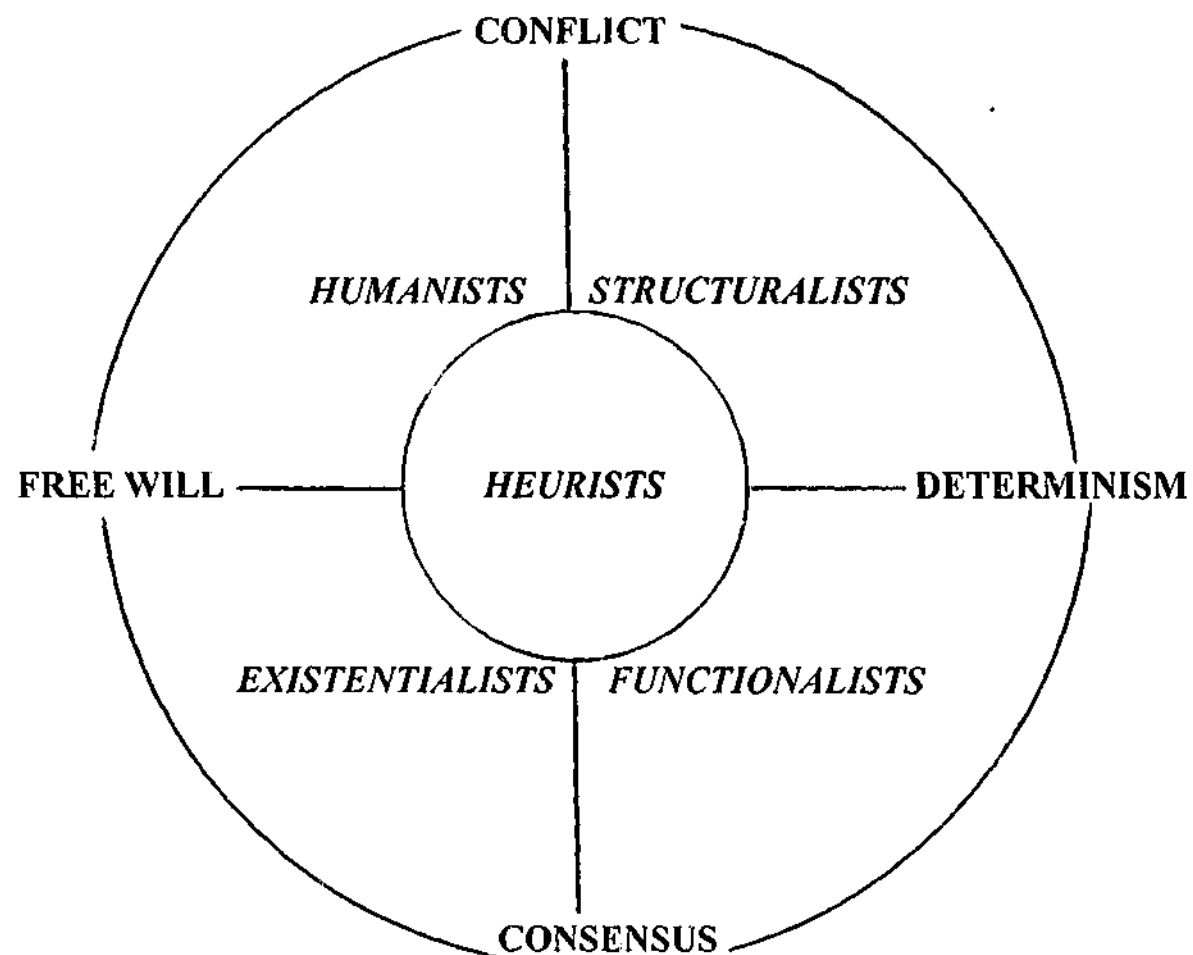 CONFLICT
HUMANISTS STRUCTURALISTS
FREE WILL HEURISTS DETERMINISM
EXISTENTIALISTS FUNCTIONALISTS
CONSENSUS